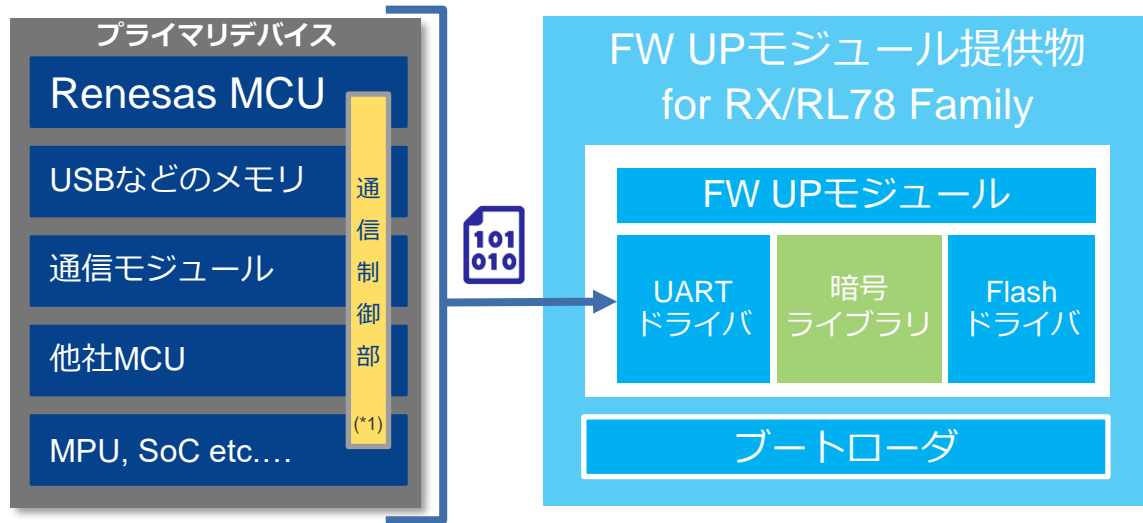 プライマリデバイス
Renesas MCU
USBなどのメモリ
通信モジュール
他社MCU
MPU, SoC etc.…
通
信
制
御
部
(*1)
101
010
FW UPモジュール提供物
for RX/RL78 Family
FW UPモジュール
UART
ドライバ
暗号
ライブラリ
Flash
ドライバ
ブートローダ